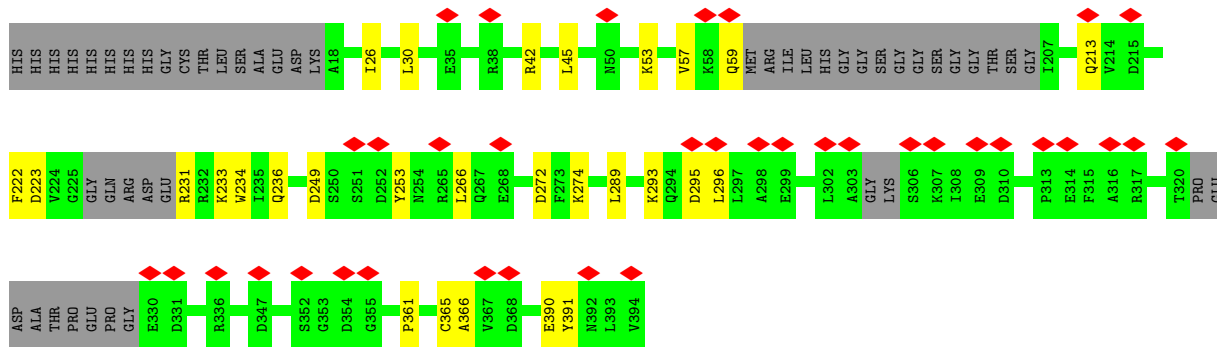 HIS HIS HIS HIS HIS HIS HIS HIS GLY CYS THR LEU SER ALA GLU ASP LYS A18 I26 L30 E35 R38 R42 L45 N50 K53 V57 K58 Q59 MET ARG ILE LEU HIS GLY GLY SER GLY GLY SER GLY GLY THR SER GLY I207 Q213 V214 D215
F222 D223 V224 G225 GLY GLN ARG ASP GLU R231 R232 K233 W234 I235 Q236 D249 S250 S251 D252 Y253 N254 R265 L266 Q267 E268 D272 F273 K274 L289 K293 Q294 D295 L296 L297 A298 E299 L302 A303 GLY LYS S306 K307 I308 E309 D310 P313 E314 F315 A316 R317 T320 PRO GLU
ASP ALA THR PRO GLU PRO GLY E330 D331 R336 D347 S352 G353 D354 G355 P361 C365 A366 V367 D368 E390 Y391 N392 L393 V394